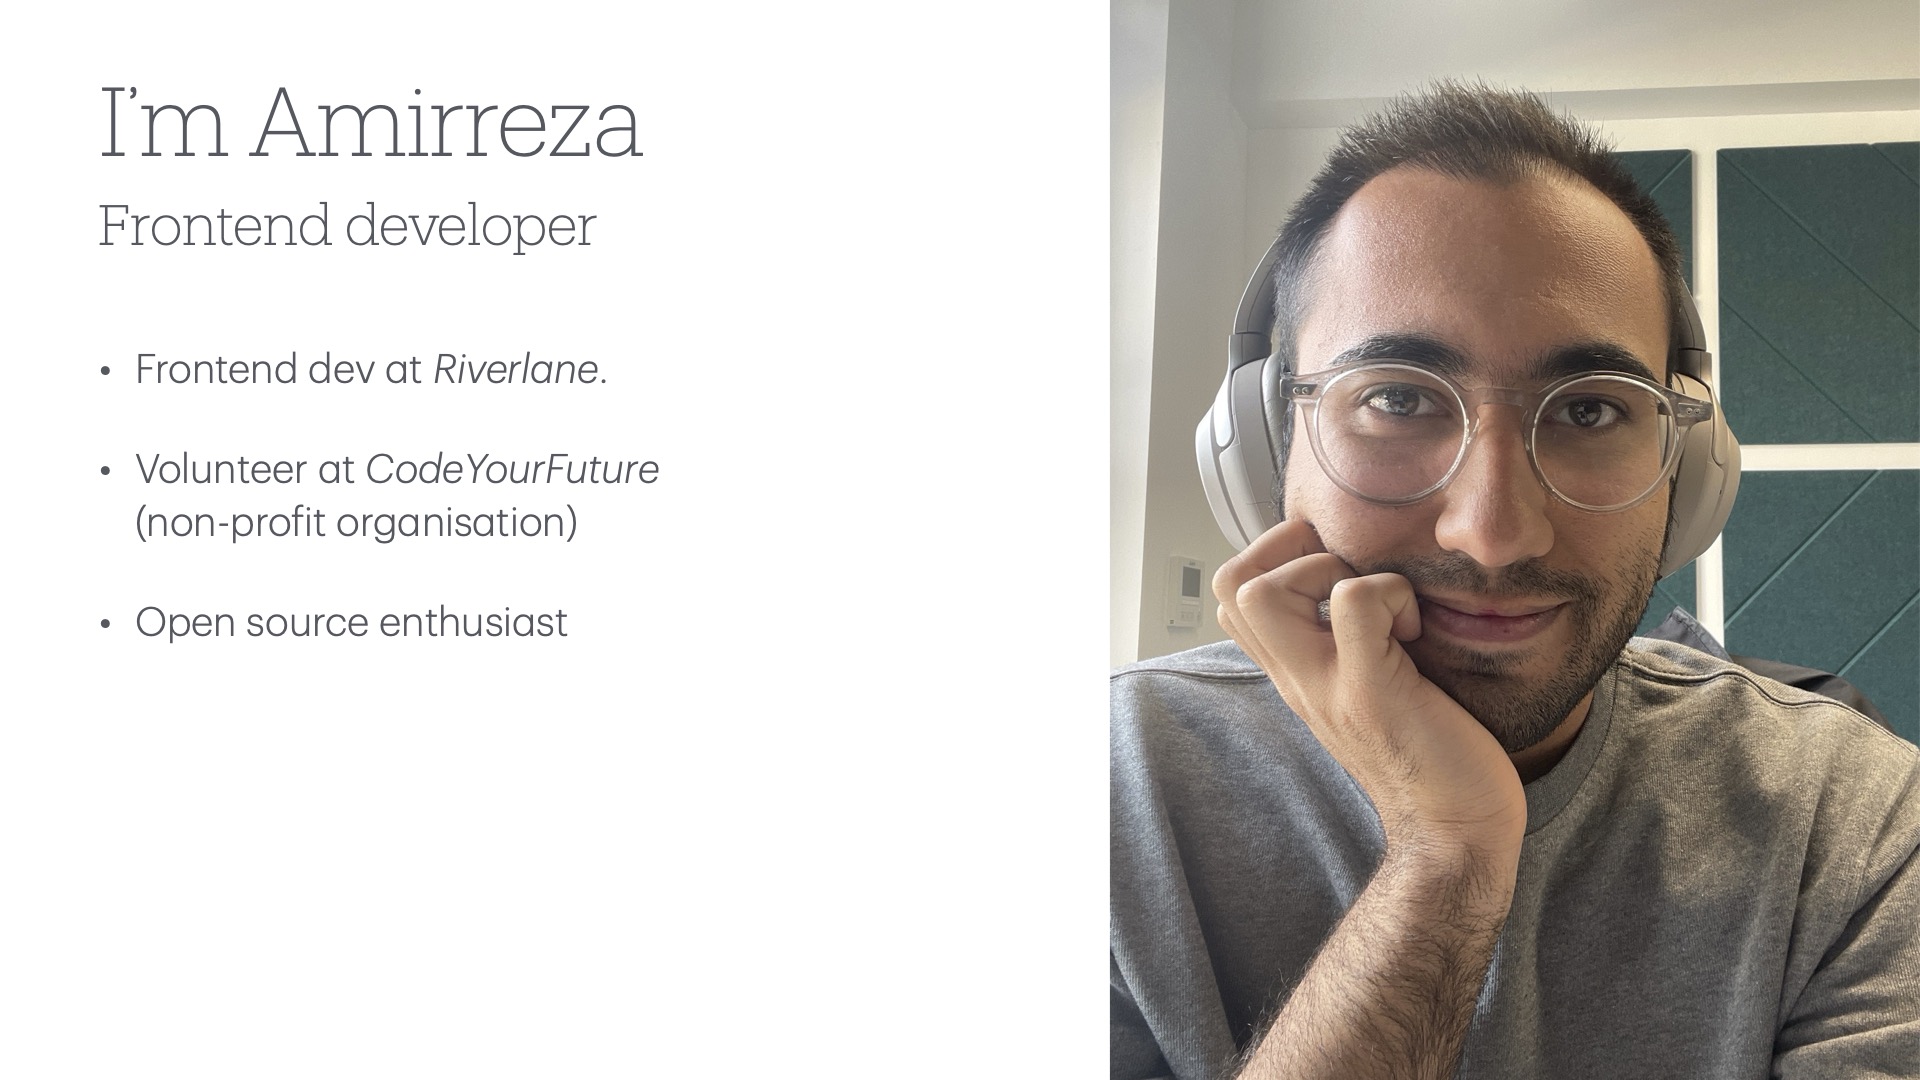 I’m Amirreza
Frontend developer
• Frontend dev at Riverlane.
• Volunteer at CodeYourFuture
(non-profit organisation)
• Open source enthusiast